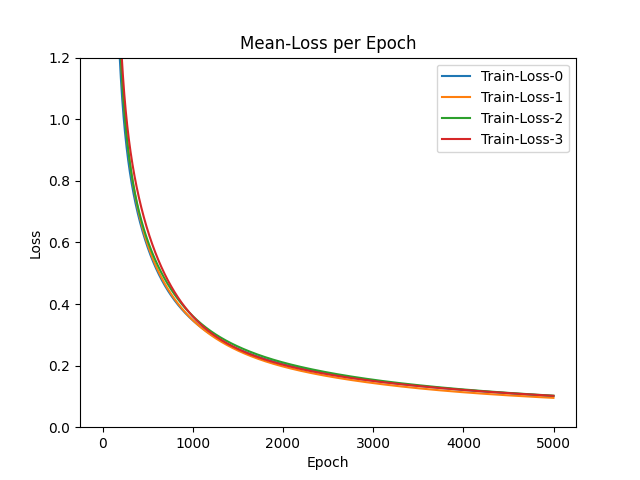 Mean-Loss per Epoch
1.2
1.0
0.8
0.6
0.4
0.2
0.0
Loss
Train-Loss-0
Train-Loss-1
Train-Loss-2
Train-Loss-3
0 1000 2000 3000 4000 5000
Epoch